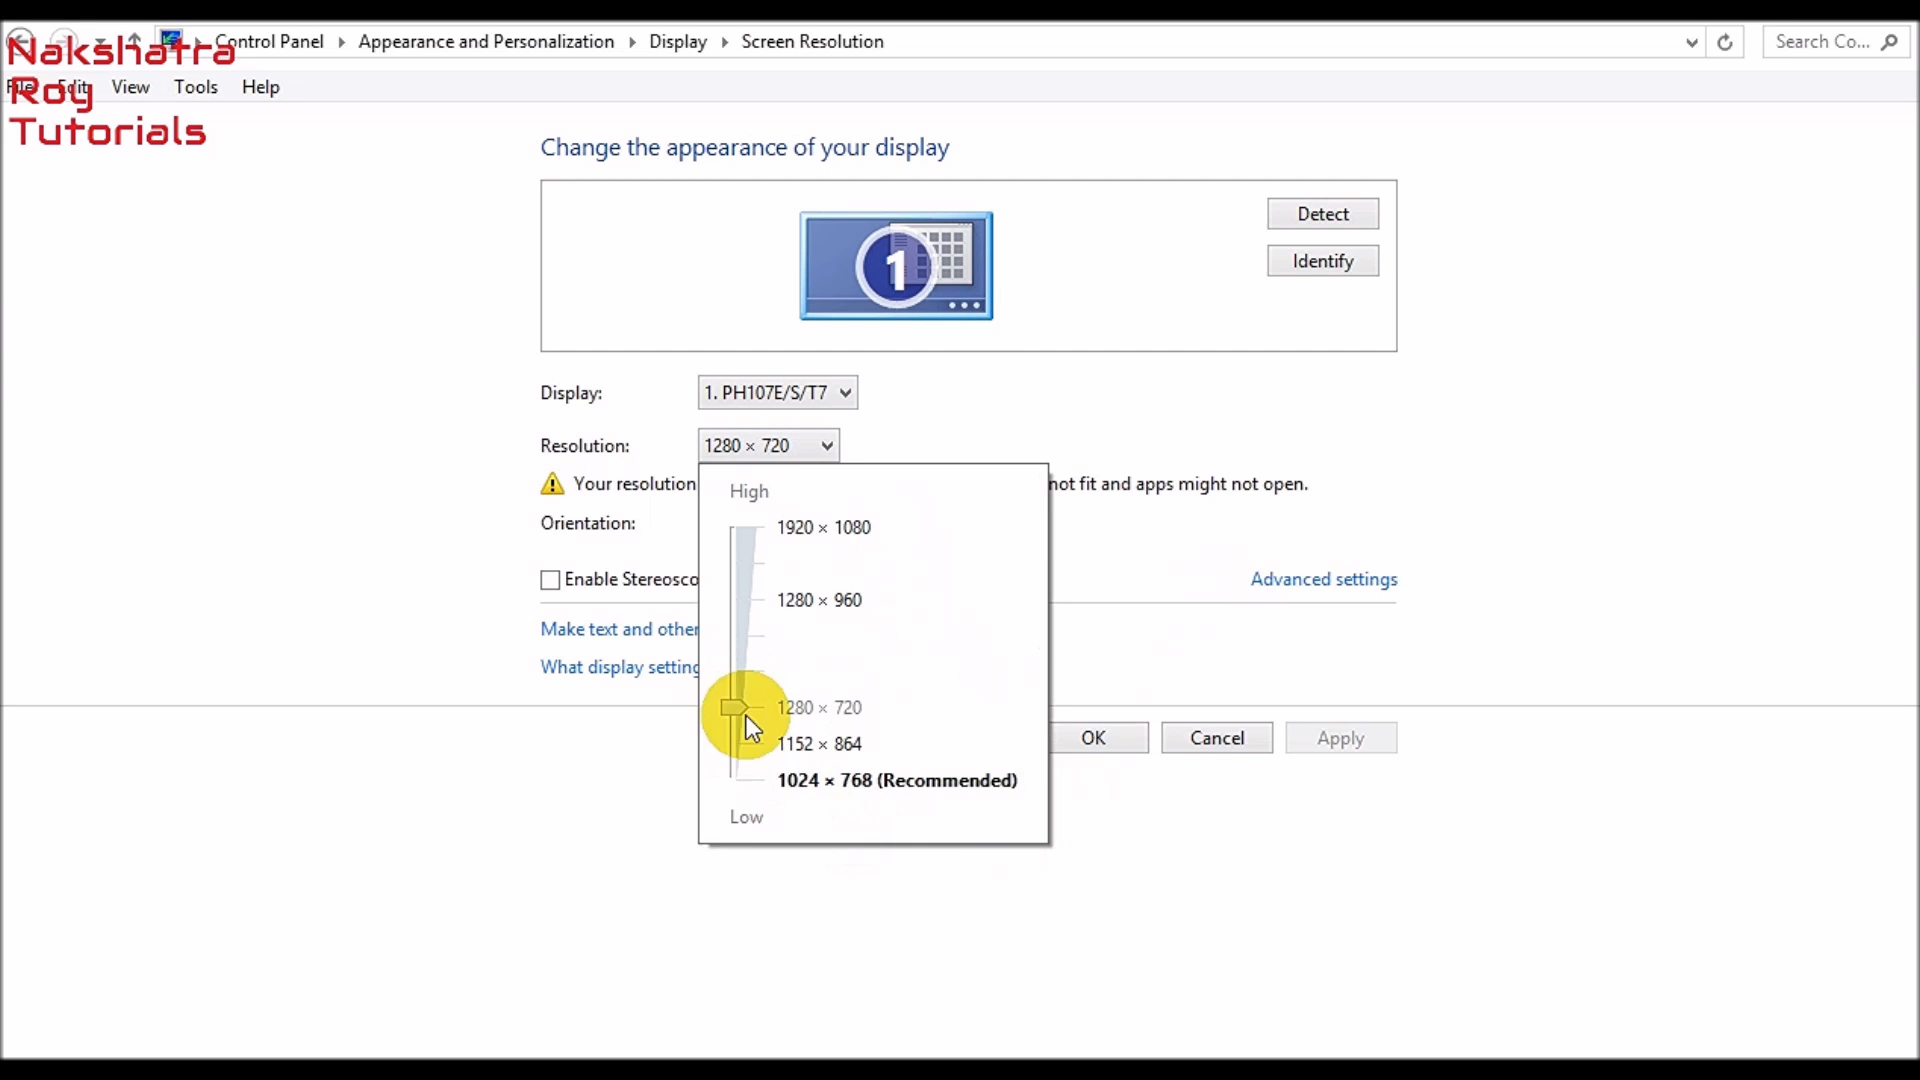 Nakshatra
Roy
Tutorials
Control Panel Appearance and Personalization Display Screen Resolution
Search Co...
View Tools Help
Change the appearance of your display
1
Detect
Identify
Display: 1. PH107E/S/T7
Resolution: 1280 × 720
Your resolution not fit and apps might not open.
High
Orientation:
1920 × 1080
Enable Stereosco
Advanced settings
1280 × 960
Make text and other
What display setting
1280 × 720
1152 × 864
1024 × 768 (Recommended)
Low
OK Cancel Apply